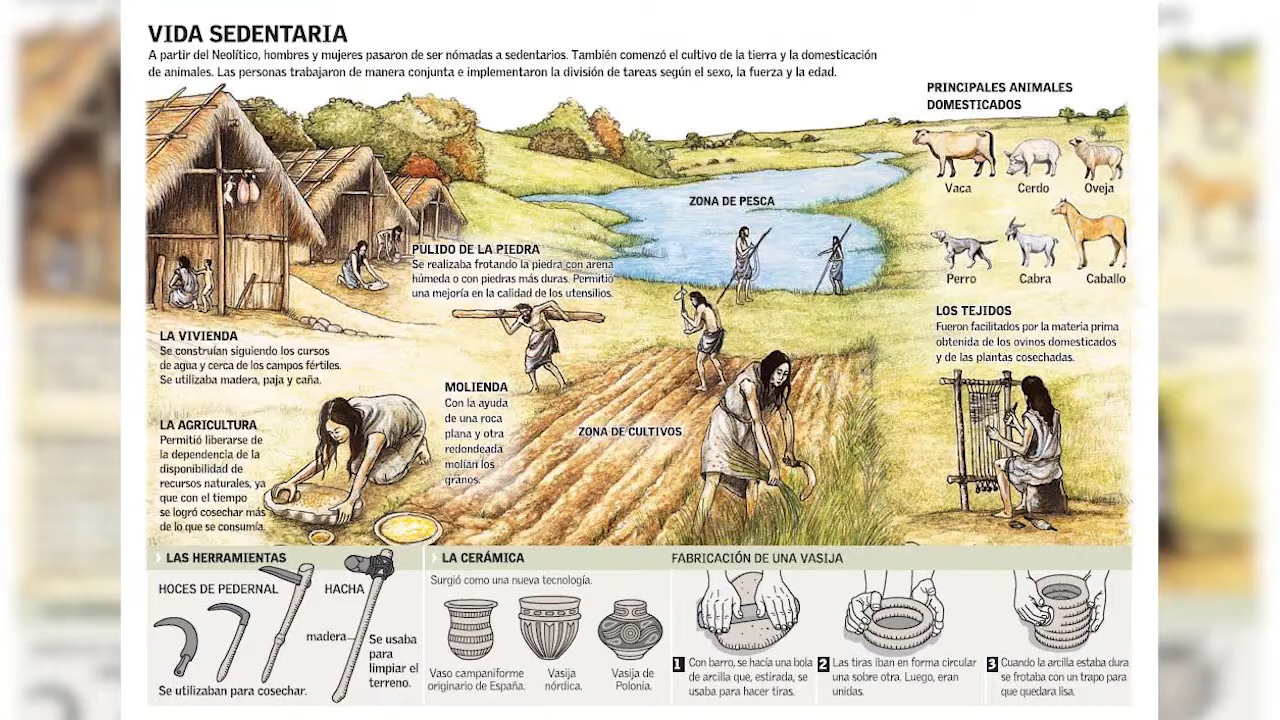 VIDA SEDENTARIA
A partir del Neolítico, hombres y mujeres pasaron de ser nómadas a sedentarios. También comenzó el cultivo de la tierra y la domesticación
de animales. Las personas trabajaron de manera conjunta e implementaron la división de tareas según el sexo, la fuerza y la edad.
PRINCIPALES ANIMALES
DOMESTICADOS
Vaca
Cerdo
Oveja
Perro
Cabra
Caballo
ZONA DE PESCA
PULIDO DE LA PIEDRA
Se realizaba frotando la piedra con arena
húmeda o con piedras más duras. Permitió
una mejoría en la calidad de los utensilios.
LOS TEJIDOS
Fueron facilitados por la materia prima
obtenida de los ovinos domesticados
y de las plantas cosechadas.
LA VIVIENDA
Se construían siguiendo los cursos
de agua y cerca de los campos fértiles.
Se utilizaba madera, paja y caña.
MOLIENDA
Con la ayuda
de una roca
plana y otra
redondeada
molían los
granos.
ZONA DE CULTIVOS
LA AGRICULTURA
Permitió liberarse de
la dependencia de la
disponibilidad de
recursos naturales, ya
que con el tiempo
se logró cosechar más
de lo que se consumía.
LAS HERRAMIENTAS
HOCES DE PEDERNAL
HACHA
madera
Se usaba
para
limpiar el
terreno.
Se utilizaban para cosechar.
LA CERÁMICA
Surgió como una nueva tecnología.
Vaso campaniforme
originario de España.
Vasija
nórdica.
Vasija de
Polonia.
FABRICACIÓN DE UNA VASIJA
1 Con barro, se hacía una bola
de arcilla que, estirada, se
usaba para hacer tiras.
2 Las tiras iban en forma circular
una sobre otra. Luego, eran
unidas.
3 Cuando la arcilla estaba dura
se frotaba con un trapo para
que quedara lisa.